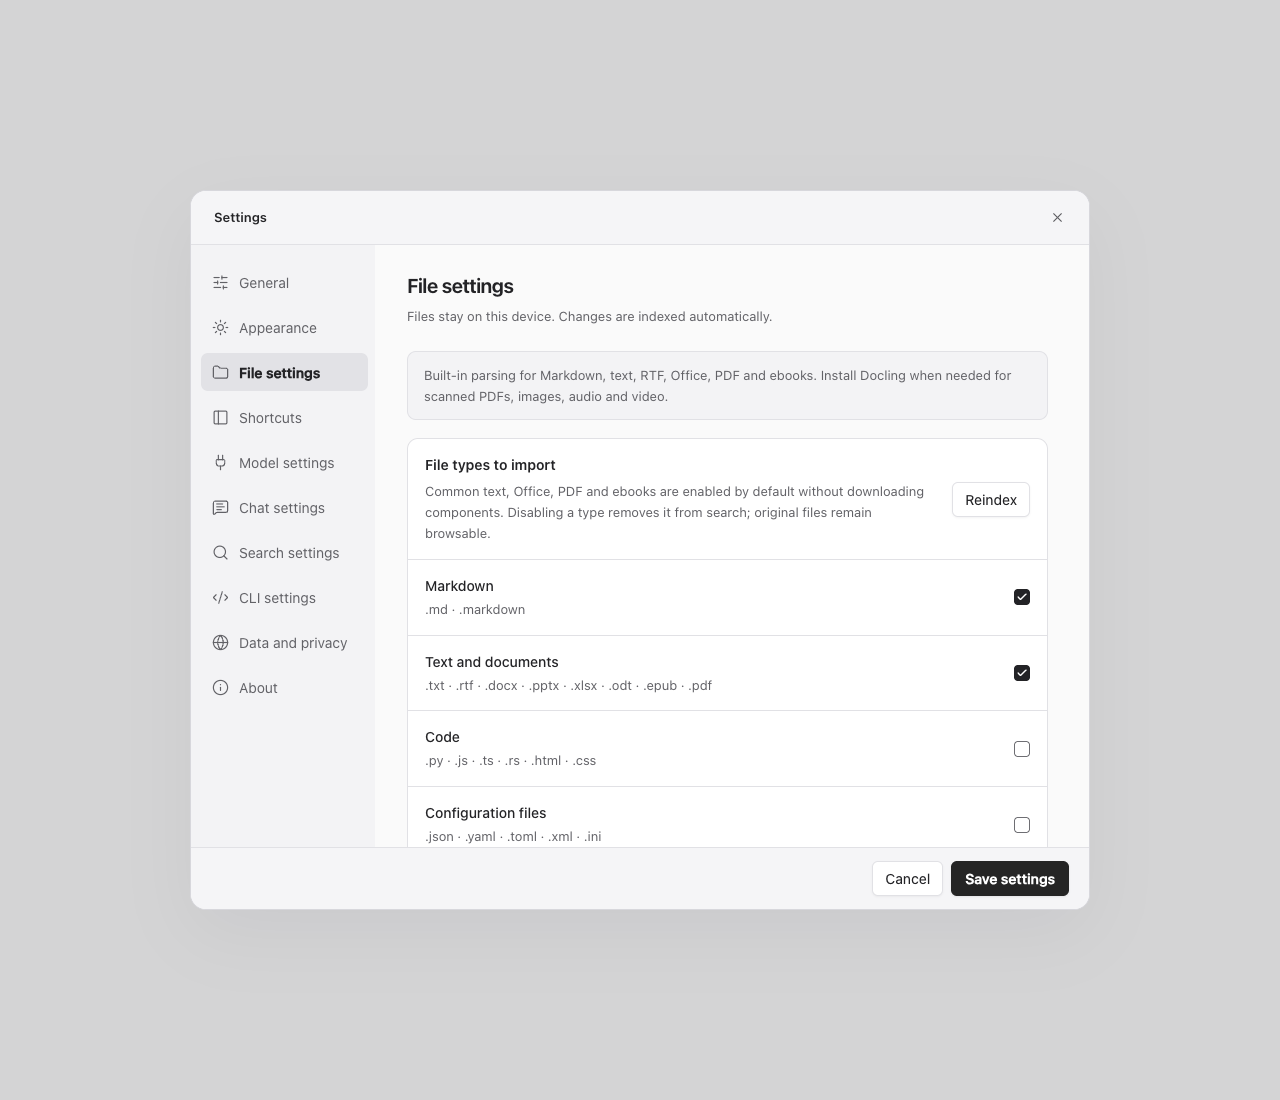 Settings
General
Appearance
File settings
Shortcuts
Model settings
Chat settings
Search settings
CLI settings
Data and privacy
About
File settings
Files stay on this device. Changes are indexed automatically.
Built-in parsing for Markdown, text, RTF, Office, PDF and ebooks. Install Docling when needed for
scanned PDFs, images, audio and video.
File types to import
Common text, Office, PDF and ebooks are enabled by default without downloading
components. Disabling a type removes it from search; original files remain
browsable.
Reindex
Markdown
.md · .markdown
Text and documents
.txt · .rtf · .docx · .pptx · .xlsx · .odt · .epub · .pdf
Code
.py · .js · .ts · .rs · .html · .css
Configuration files
.json · .yaml · .toml · .xml · .ini
Cancel
Save settings